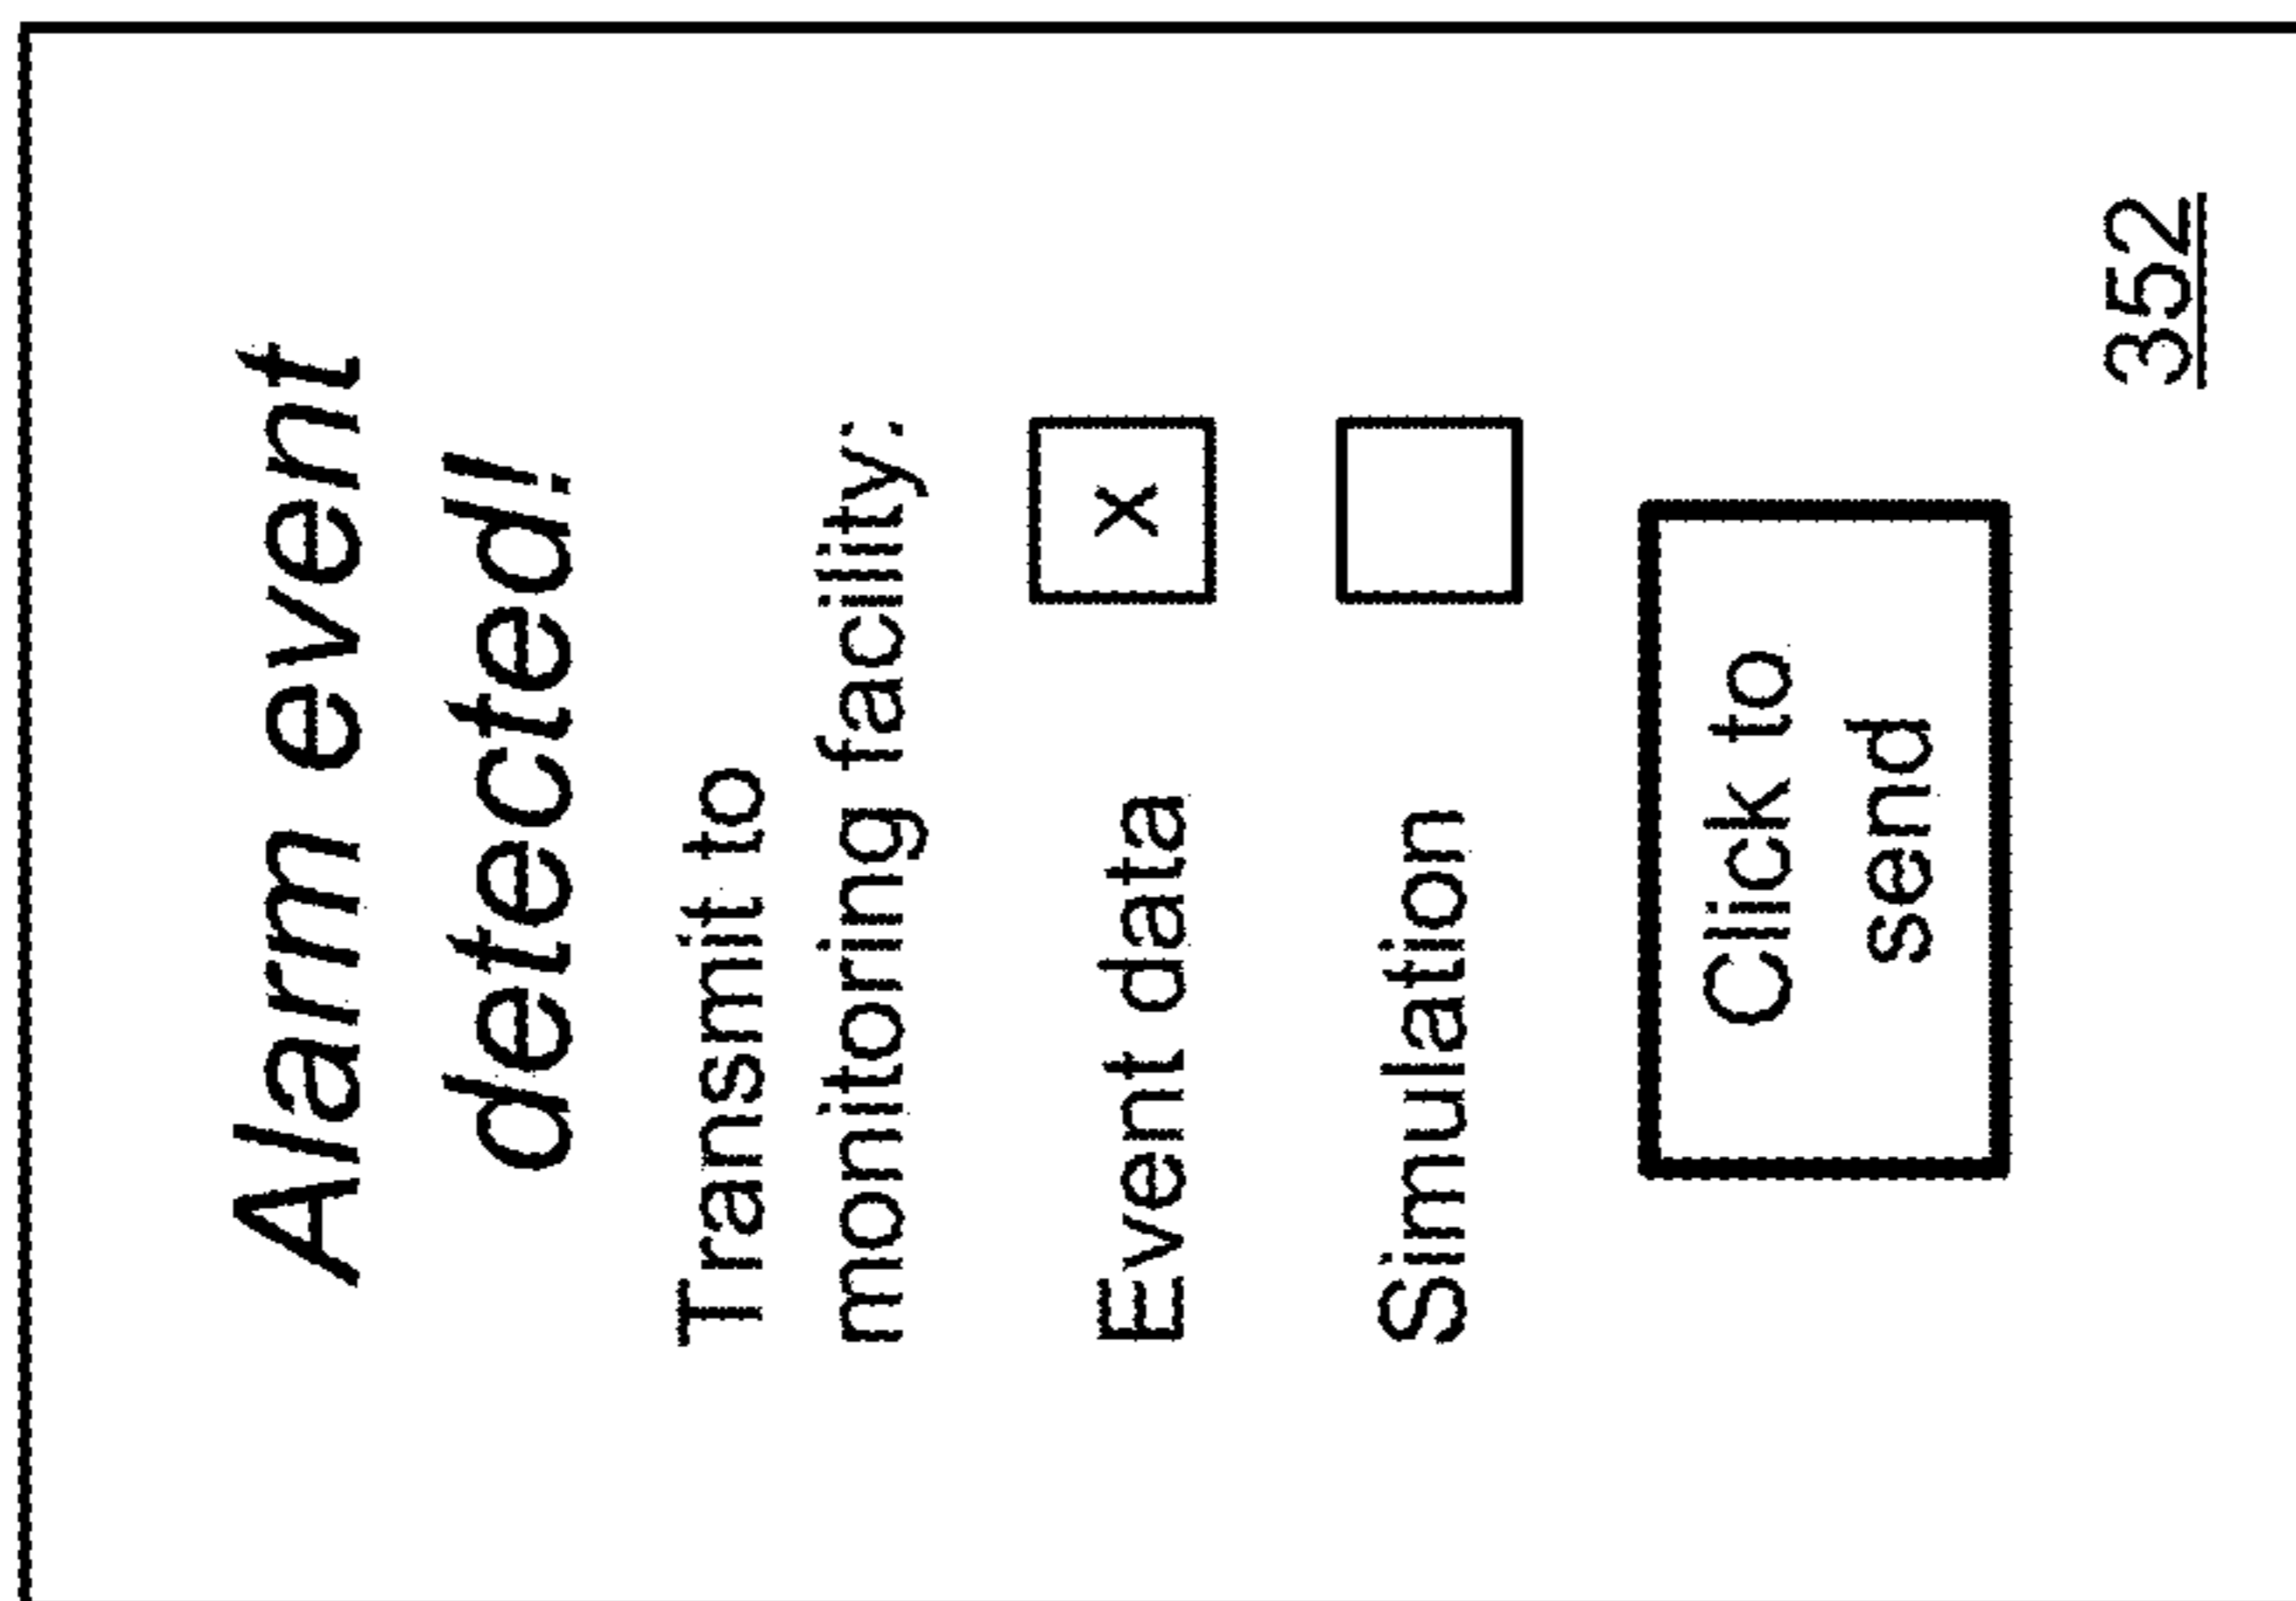 Alarm event
detected!
Transmit to
monitoring facility:
Event data x
Simulation
Click to
send
352